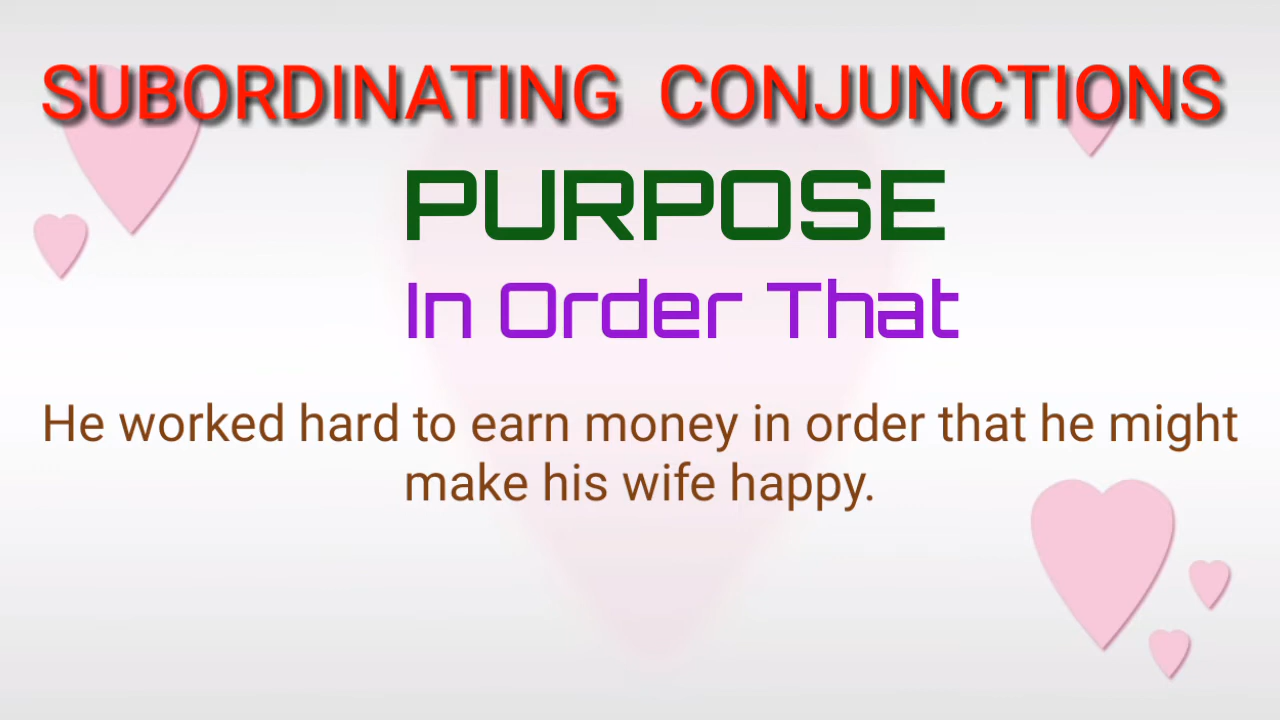 SUBORDINATING CONJUNCTIONS
PURPOSE
In Order That
He worked hard to earn money in order that he might
make his wife happy.